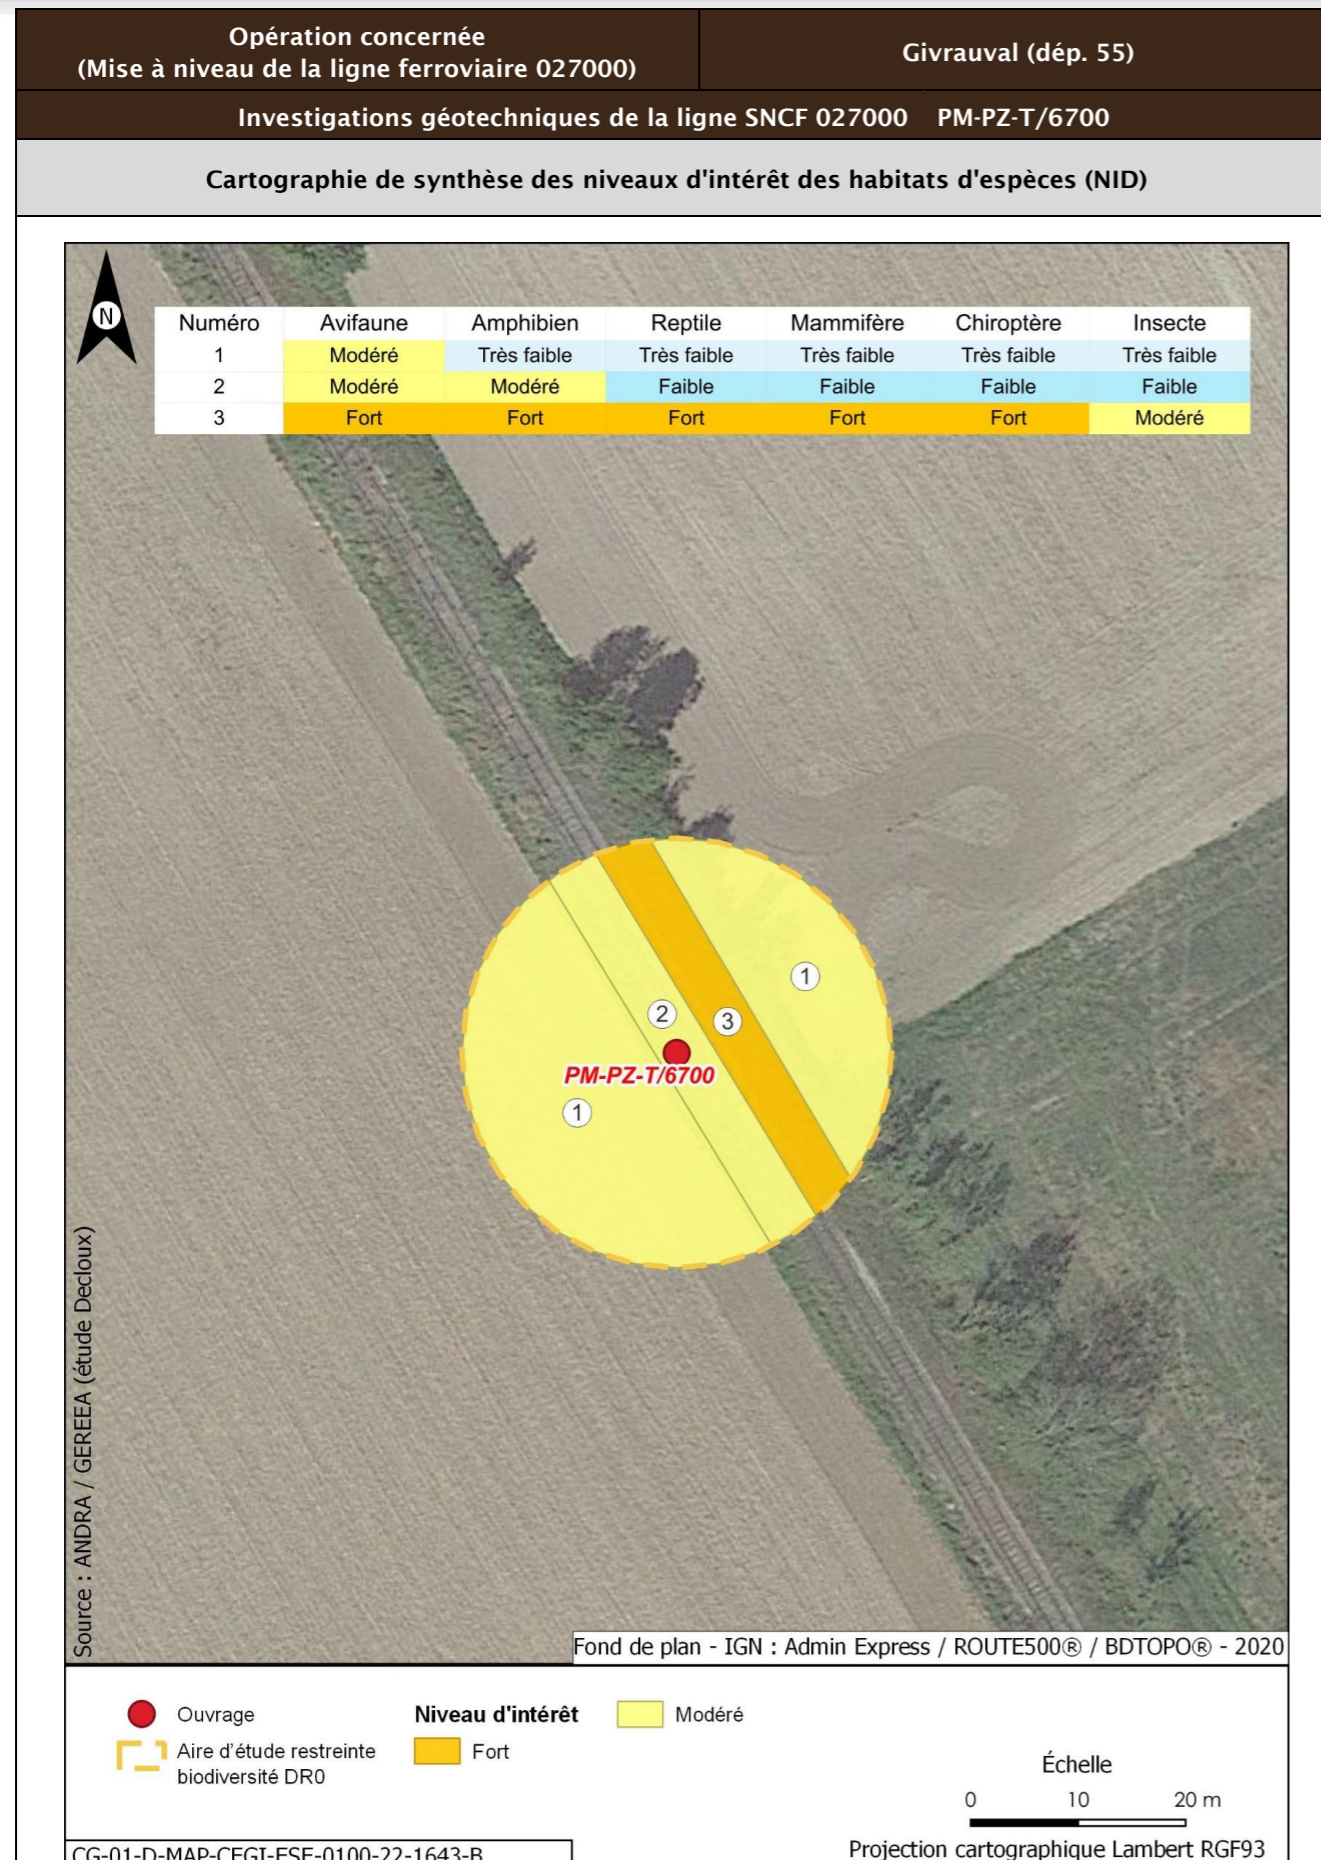 Opération concernée
(Mise à niveau de la ligne ferroviaire 027000)
Givrauval (dép. 55)
Investigations géotechniques de la ligne SNCF 027000 PM-PZ-T/6700
Cartographie de synthèse des niveaux d'intérêt des habitats d'espèces (NID)
N
Numéro Avifaune Amphibien Reptile Mammifère Chiroptère Insecte
1 Modéré Très faible Très faible Très faible Très faible Très faible
2 Modéré Modéré Faible Faible Faible Faible
3 Fort Fort Fort Fort Fort Modéré
1
2
3
PM-PZ-T/6700
1
Source : ANDRA / GEREEA (étude Decloux)
Fond de plan - IGN : Admin Express / ROUTE500® / BDTOPO® - 2020
Ouvrage
Aire d'étude restreinte
biodiversité DR0
Niveau d'intérêt
Fort
Modéré
Échelle
0 10 20 m
Projection cartographique Lambert RGF93
CG-01-D-MAP-CEGI-ESE-0100-22-1643-B